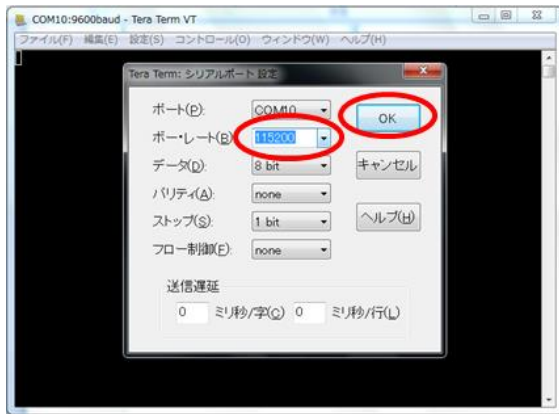 COM10:9600baud - Tera Term VT
ファイル(F) 編集(E) 設定(S) コントロール(O) ウィンドウ(W) ヘルプ(H)
Tera Term: シリアルポート 設定
ポート(P): COM10
OK
ボー・レート(B): 115200
データ(D): 8 bit
キャンセル
パリティ(A): none
ストップ(S): 1 bit
ヘルプ(H)
フロー制御(F): none
送信遅延
0 ミリ秒/字(C) 0 ミリ秒/行(L)